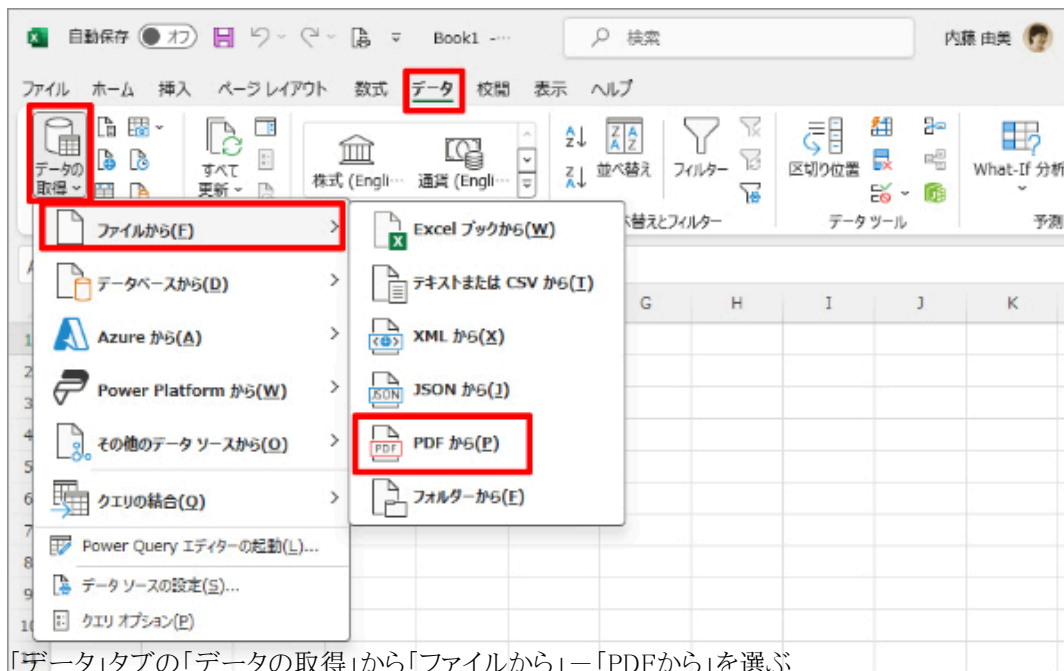 自動保存 オフ Book1 -… 検索 内藤 由美
ファイル ホーム 挿入 ページ レイアウト 数式 データ 校閲 表示 ヘルプ
データの
取得
すべて
更新
株式 (Engli… 通貨 (Engli…
並べ替え
フィルター
区切り位置
What-If 分析
替えとフィルター
データ ツール
予測
ファイルから(F)
データベースから(D)
Azure から(A)
Power Platform から(W)
その他のデータ ソースから(O)
クエリの結合(Q)
Power Query エディターの起動(L)...
データ ソースの設定(S)...
クエリ オプション(P)
Excel ブックから(W)
テキストまたは CSV から(T)
XML から(X)
JSON から(J)
PDF から(P)
フォルダーから(F)
G H I J K
1
2
3
4
5
6
7
8
9
10
「データ」タブの「データの取得」から「ファイルから」－「PDFから」を選ぶ